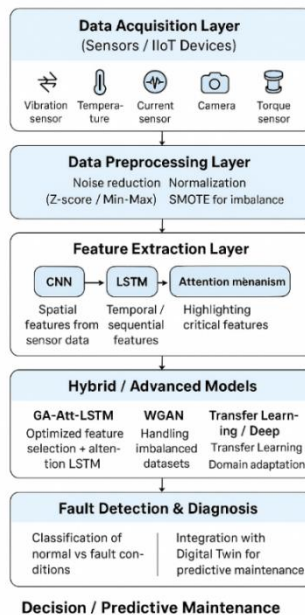 Data Acquisition Layer
(Sensors / IIoT Devices)
Vibration sensor
Tempera-ture
Current sensor
Camera
Torque sensor
Data Preprocessing Layer
Noise reduction Normalization
(Z-score / Min-Max) SMOTE for imbalance
Feature Extraction Layer
CNN
LSTM
Attention menanism
Spatial
features from
sensor data
Temporal /
sequential
features
Highlighting
critical features
Hybrid / Advanced Models
GA-Att-LSTM
Optimized feature
selection + alten-
tion LSTM
WGAN
Handling
imbalanced
datasets
Transfer Learn-
ing / Deep
Transfer Learning
Domain adaptation
Fault Detection & Diagnosis
Classification of
normal vs fault con-
ditions
Integration with
Digital Twin for
predictive maintenance
Decision / Predictive Maintenance